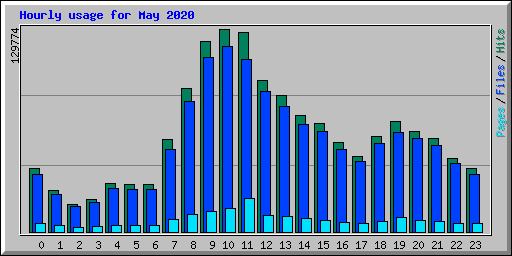 Hourly usage for May 2020
129774
Pages/Files/Hits
0 1 2 3 4 5 6 7 8 9 10 11 12 13 14 15 16 17 18 19 20 21 22 23